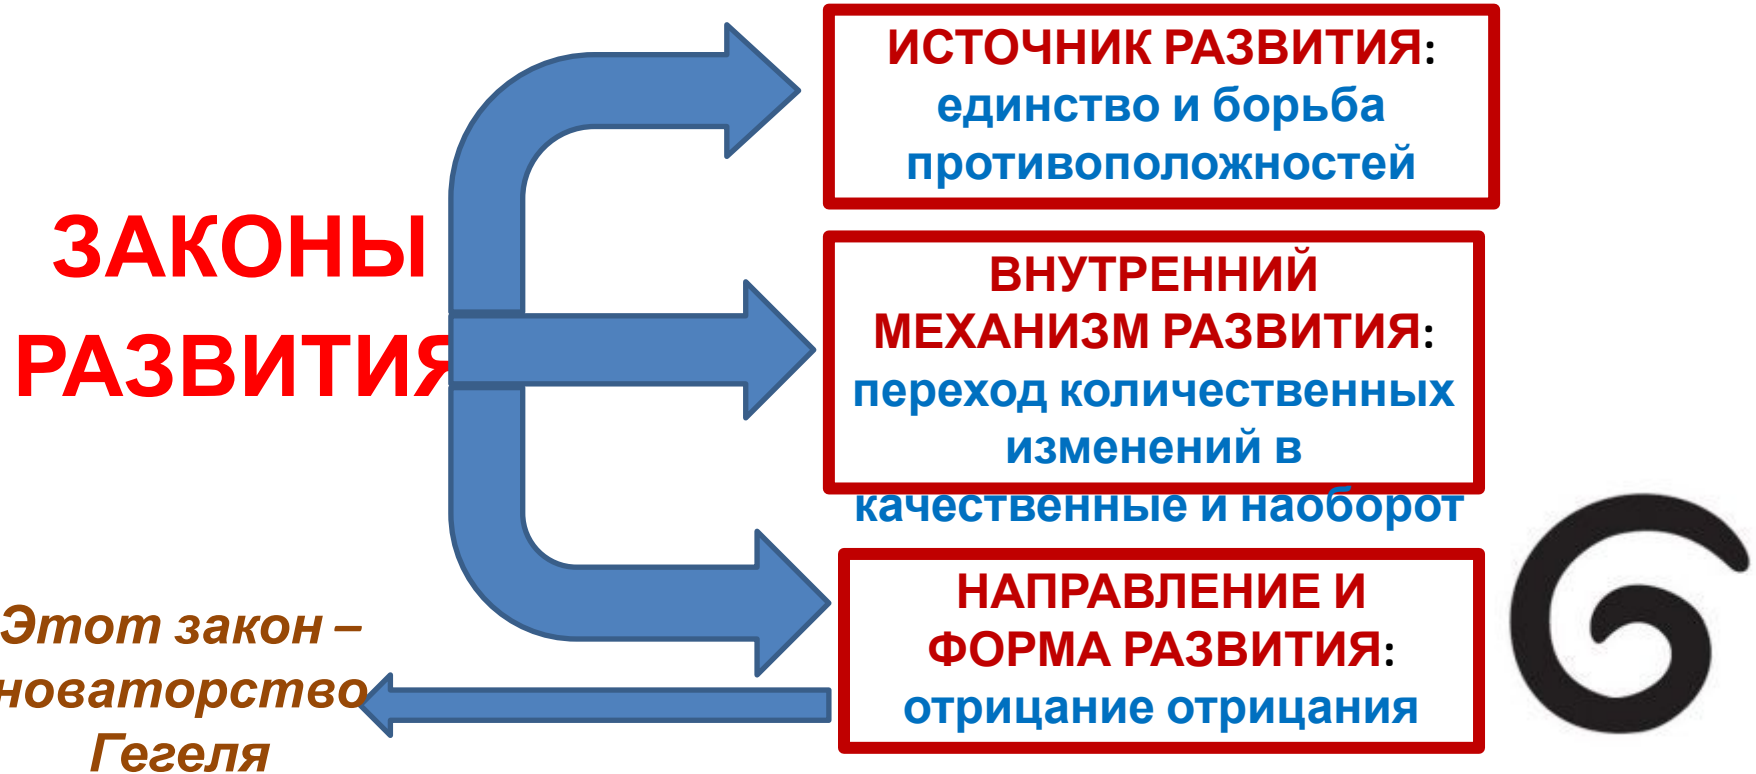 ЗАКОНЫ
РАЗВИТИЯ
ИСТОЧНИК РАЗВИТИЯ:
единство и борьба
противоположностей
ВНУТРЕННИЙ
МЕХАНИЗМ РАЗВИТИЯ:
переход количественных
изменений в
качественные и наоборот
НАПРАВЛЕНИЕ И
ФОРМА РАЗВИТИЯ:
отрицание отрицания
Этот закон –
новаторство
Гегеля